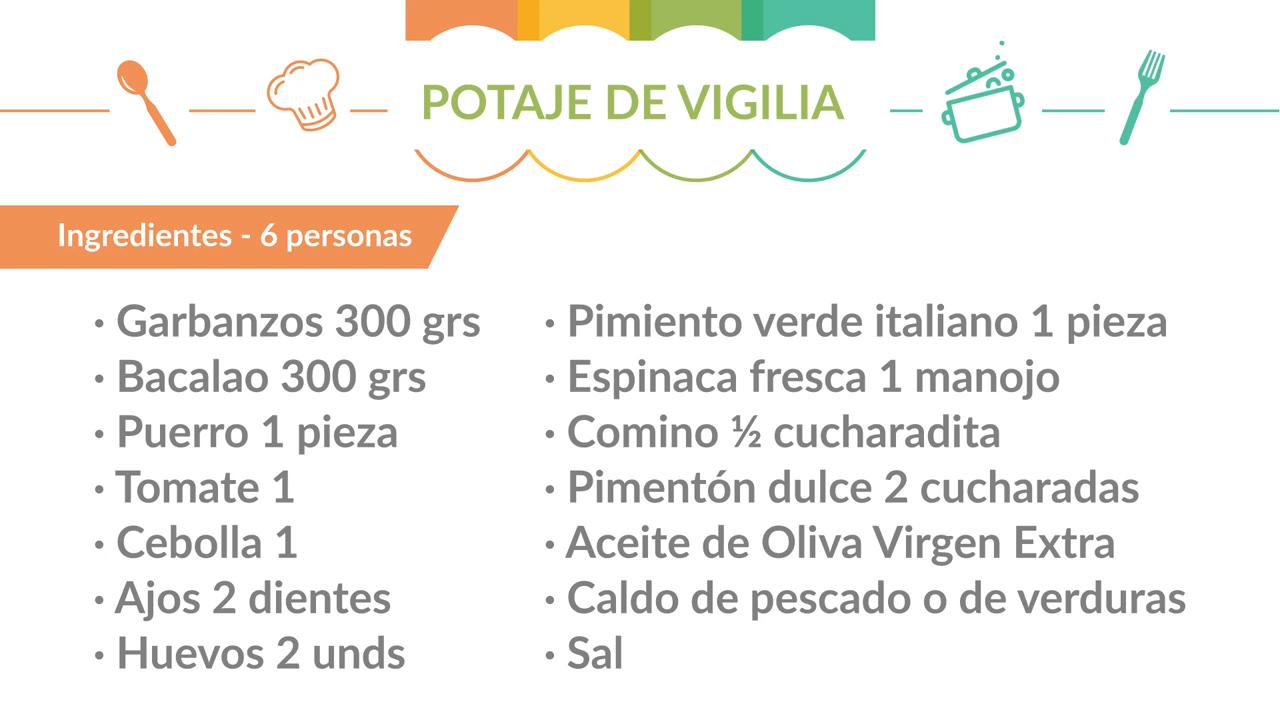 POTAJE DE VIGILIA
Ingredientes - 6 personas
· Garbanzos 300 grs
· Bacalao 300 grs
· Puerro 1 pieza
· Tomate 1
· Cebolla 1
· Ajos 2 dientes
· Huevos 2 unds
· Pimiento verde italiano 1 pieza
· Espinaca fresca 1 manojo
· Comino ½ cucharadita
· Pimentón dulce 2 cucharadas
· Aceite de Oliva Virgen Extra
· Caldo de pescado o de verduras
· Sal